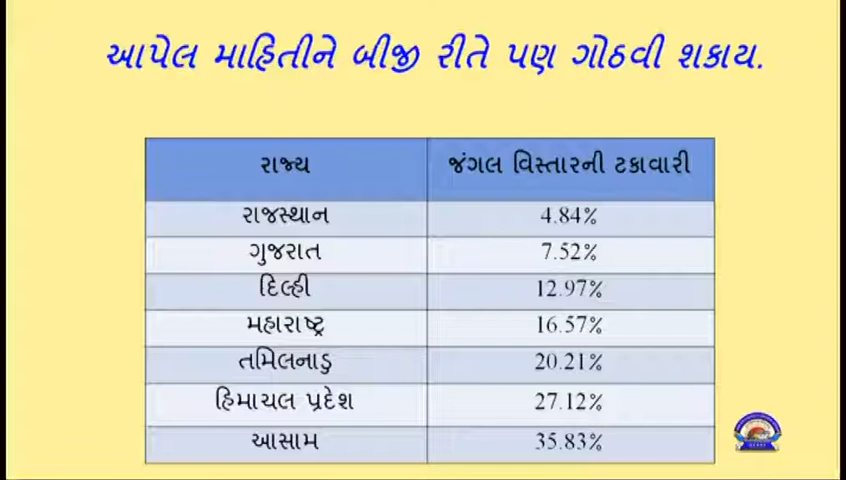 આપેલ માહિતીને બીજી રીતે પણ ગોઠવી શકાય.
રાજ્ય જંગલ વિસ્તારની ટકાવારી
રાજસ્થાન 4.84%
ગુજરાત 7.52%
દિલ્હી 12.97%
મહારાષ્ટ્ર 16.57%
તમિલનાડુ 20.21%
હિમાચલ પ્રદેશ 27.12%
આસામ 35.83%